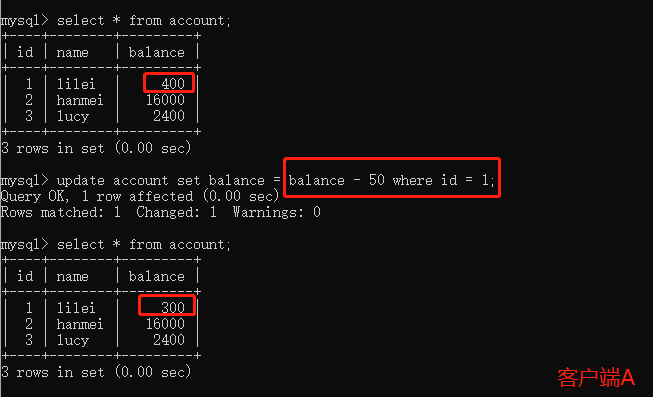 mysql> select * from account;
+----+--------+---------+
| id | name | balance |
+----+--------+---------+
| 1 | lilei | 400 |
| 2 | hanmei | 16000 |
| 3 | lucy | 2400 |
+----+--------+---------+
3 rows in set (0.00 sec)
mysql> update account set balance = balance - 50 where id = 1;
Query OK, 1 row affected (0.00 sec)
Rows matched: 1 Changed: 1 Warnings: 0
mysql> select * from account;
+----+--------+---------+
| id | name | balance |
+----+--------+---------+
| 1 | lilei | 300 |
| 2 | hanmei | 16000 |
| 3 | lucy | 2400 |
+----+--------+---------+
3 rows in set (0.00 sec)
客户端A